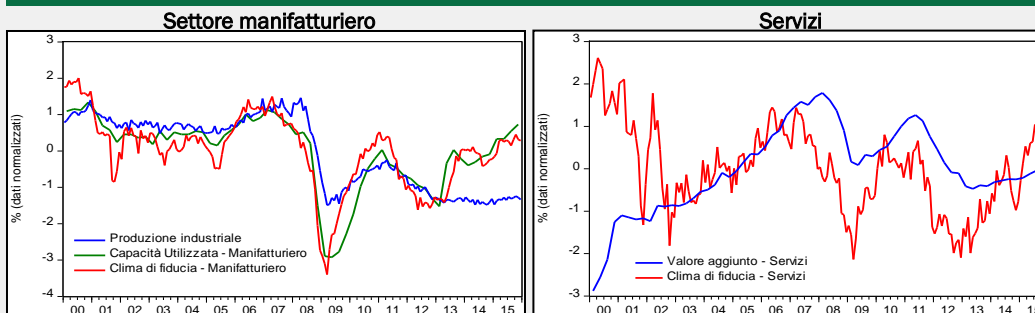 Settore manifatturiero
3
2
1
0
-1
-2
-3
-4
% (dati normalizzati)
Produzione industriale
Capacità Utilizzata - Manifatturiero
Clima di fiducia - Manifatturiero
00 01 02 03 04 05 06 07 08 09 10 11 12 13 14 15
Servizi
3
2
1
0
-1
-2
-3
% (dati normalizzati)
Valore aggiunto - Servizi
Clima di fiducia - Servizi
00 01 02 03 04 05 06 07 08 09 10 11 12 13 14